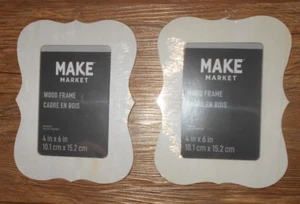 MAKE
MARKET
WOOD FRAME
CADRE EN BOIS
4 in x 6 in
10.1 cm x 15.2 cm
MAKE
MARKET
WOOD FRAME
CADRE EN BOIS
4 in x 6 in
10.1 cm x 15.2 cm